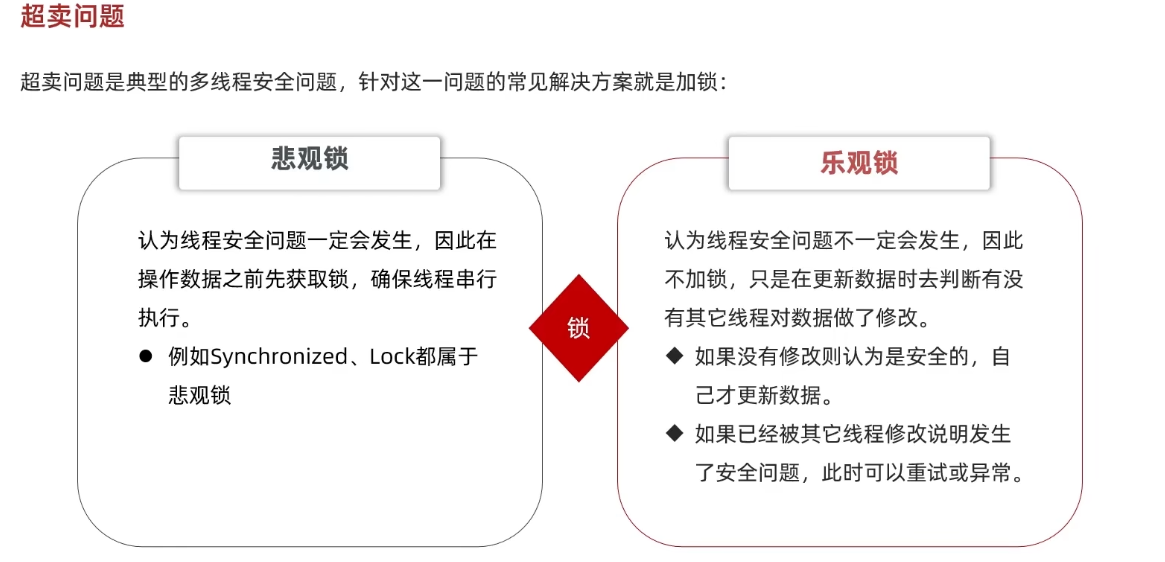 超卖问题
超卖问题是典型的多线程安全问题，针对这一问题的常见解决方案就是加锁：
悲观锁
认为线程安全问题一定会发生，因此在
操作数据之前先获取锁，确保线程串行
执行。
● 例如Synchronized、Lock都属于
悲观锁
锁
乐观锁
认为线程安全问题不一定会发生，因此
不加锁，只是在更新数据时去判断有没
有其它线程对数据做了修改。
◆ 如果没有修改则认为是安全的，自
己才更新数据。
◆ 如果已经被其它线程修改说明发生
了安全问题，此时可以重试或异常。